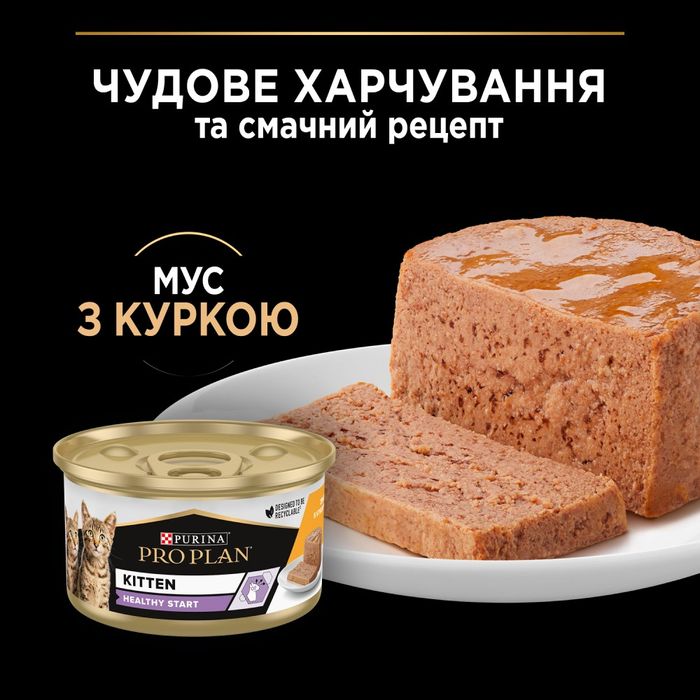 ЧУДОВЕ ХАРЧУВАННЯ
та смачний рецепт
МУС
З КУРКОЮ
DESIGNED TO BE
RECYCLABLE
PURINA
PRO PLAN
KITTEN
HEALTHY START